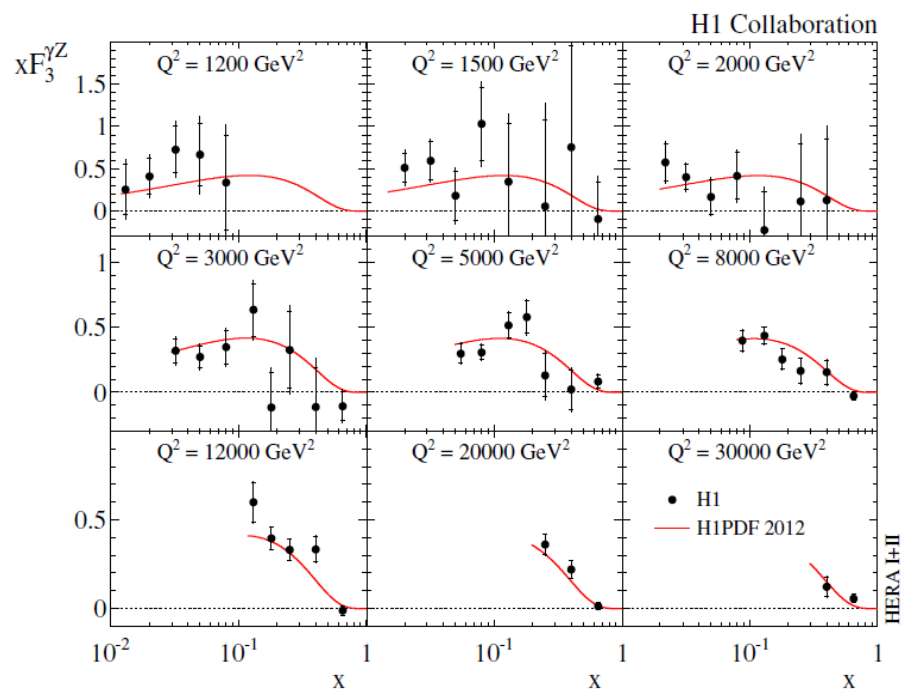 H1 Collaboration
xF₃^γZ
Q² = 1200 GeV²
Q² = 1500 GeV²
Q² = 2000 GeV²
1.5
1
0.5
0
Q² = 3000 GeV²
Q² = 5000 GeV²
Q² = 8000 GeV²
1
0.5
0
Q² = 12000 GeV²
Q² = 20000 GeV²
Q² = 30000 GeV²
H1
H1PDF 2012
0.5
0
HERA I+II
10⁻² 10⁻¹ 1 10⁻¹ 1 10⁻¹ 1
x x x